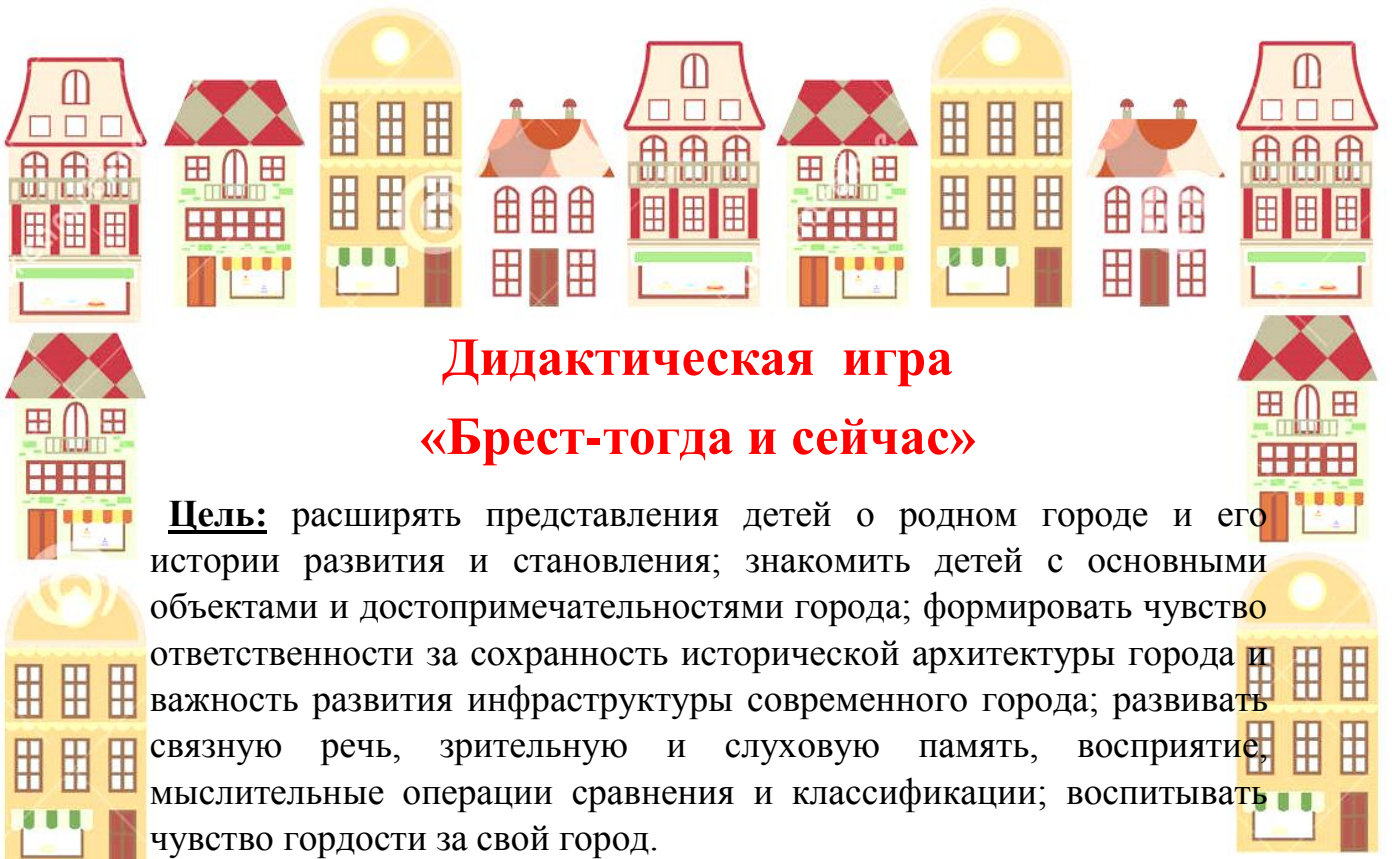 Дидактическая игра
«Брест-тогда и сейчас»
Цель: расширять представления детей о родном городе и его
истории развития и становления; знакомить детей с основными
объектами и достопримечательностями города; формировать чувство
ответственности за сохранность исторической архитектуры города и
важность развития инфраструктуры современного города; развивать
связную речь, зрительную и слуховую память, восприятие,
мыслительные операции сравнения и классификации; воспитывать
чувство гордости за свой город.